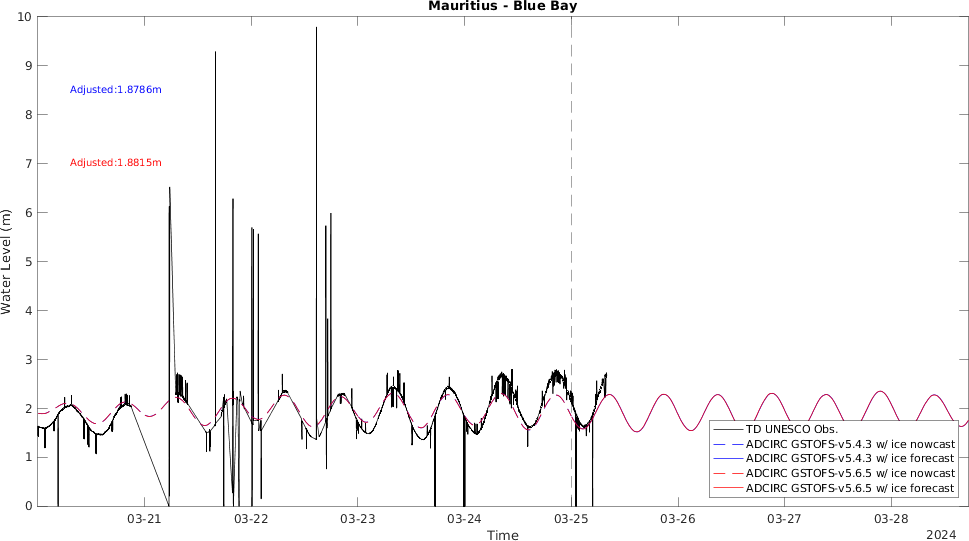 Mauritius - Blue Bay
10
9
8
7
6
5
4
3
2
1
0
Water Level (m)
Adjusted:1.8786m
Adjusted:1.8815m
TD UNESCO Obs.
ADCIRC GSTOFS-v5.4.3 w/ ice nowcast
ADCIRC GSTOFS-v5.4.3 w/ ice forecast
ADCIRC GSTOFS-v5.6.5 w/ ice nowcast
ADCIRC GSTOFS-v5.6.5 w/ ice forecast
03-21 03-22 03-23 03-24 03-25 03-26 03-27 03-28
Time
2024